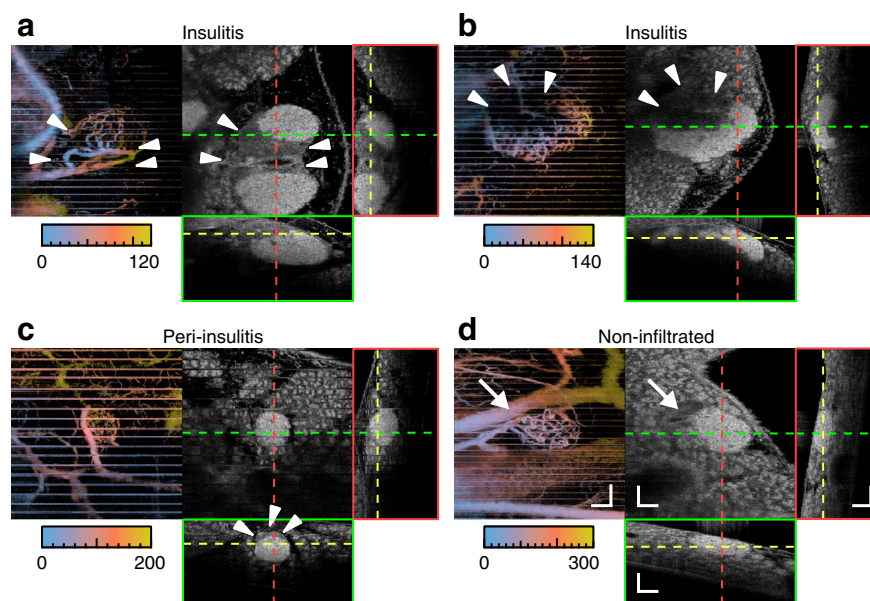 a
Insulitis
0 120
b
Insulitis
0 140
c
Peri-insulitis
0 200
d
Non-infiltrated
0 300